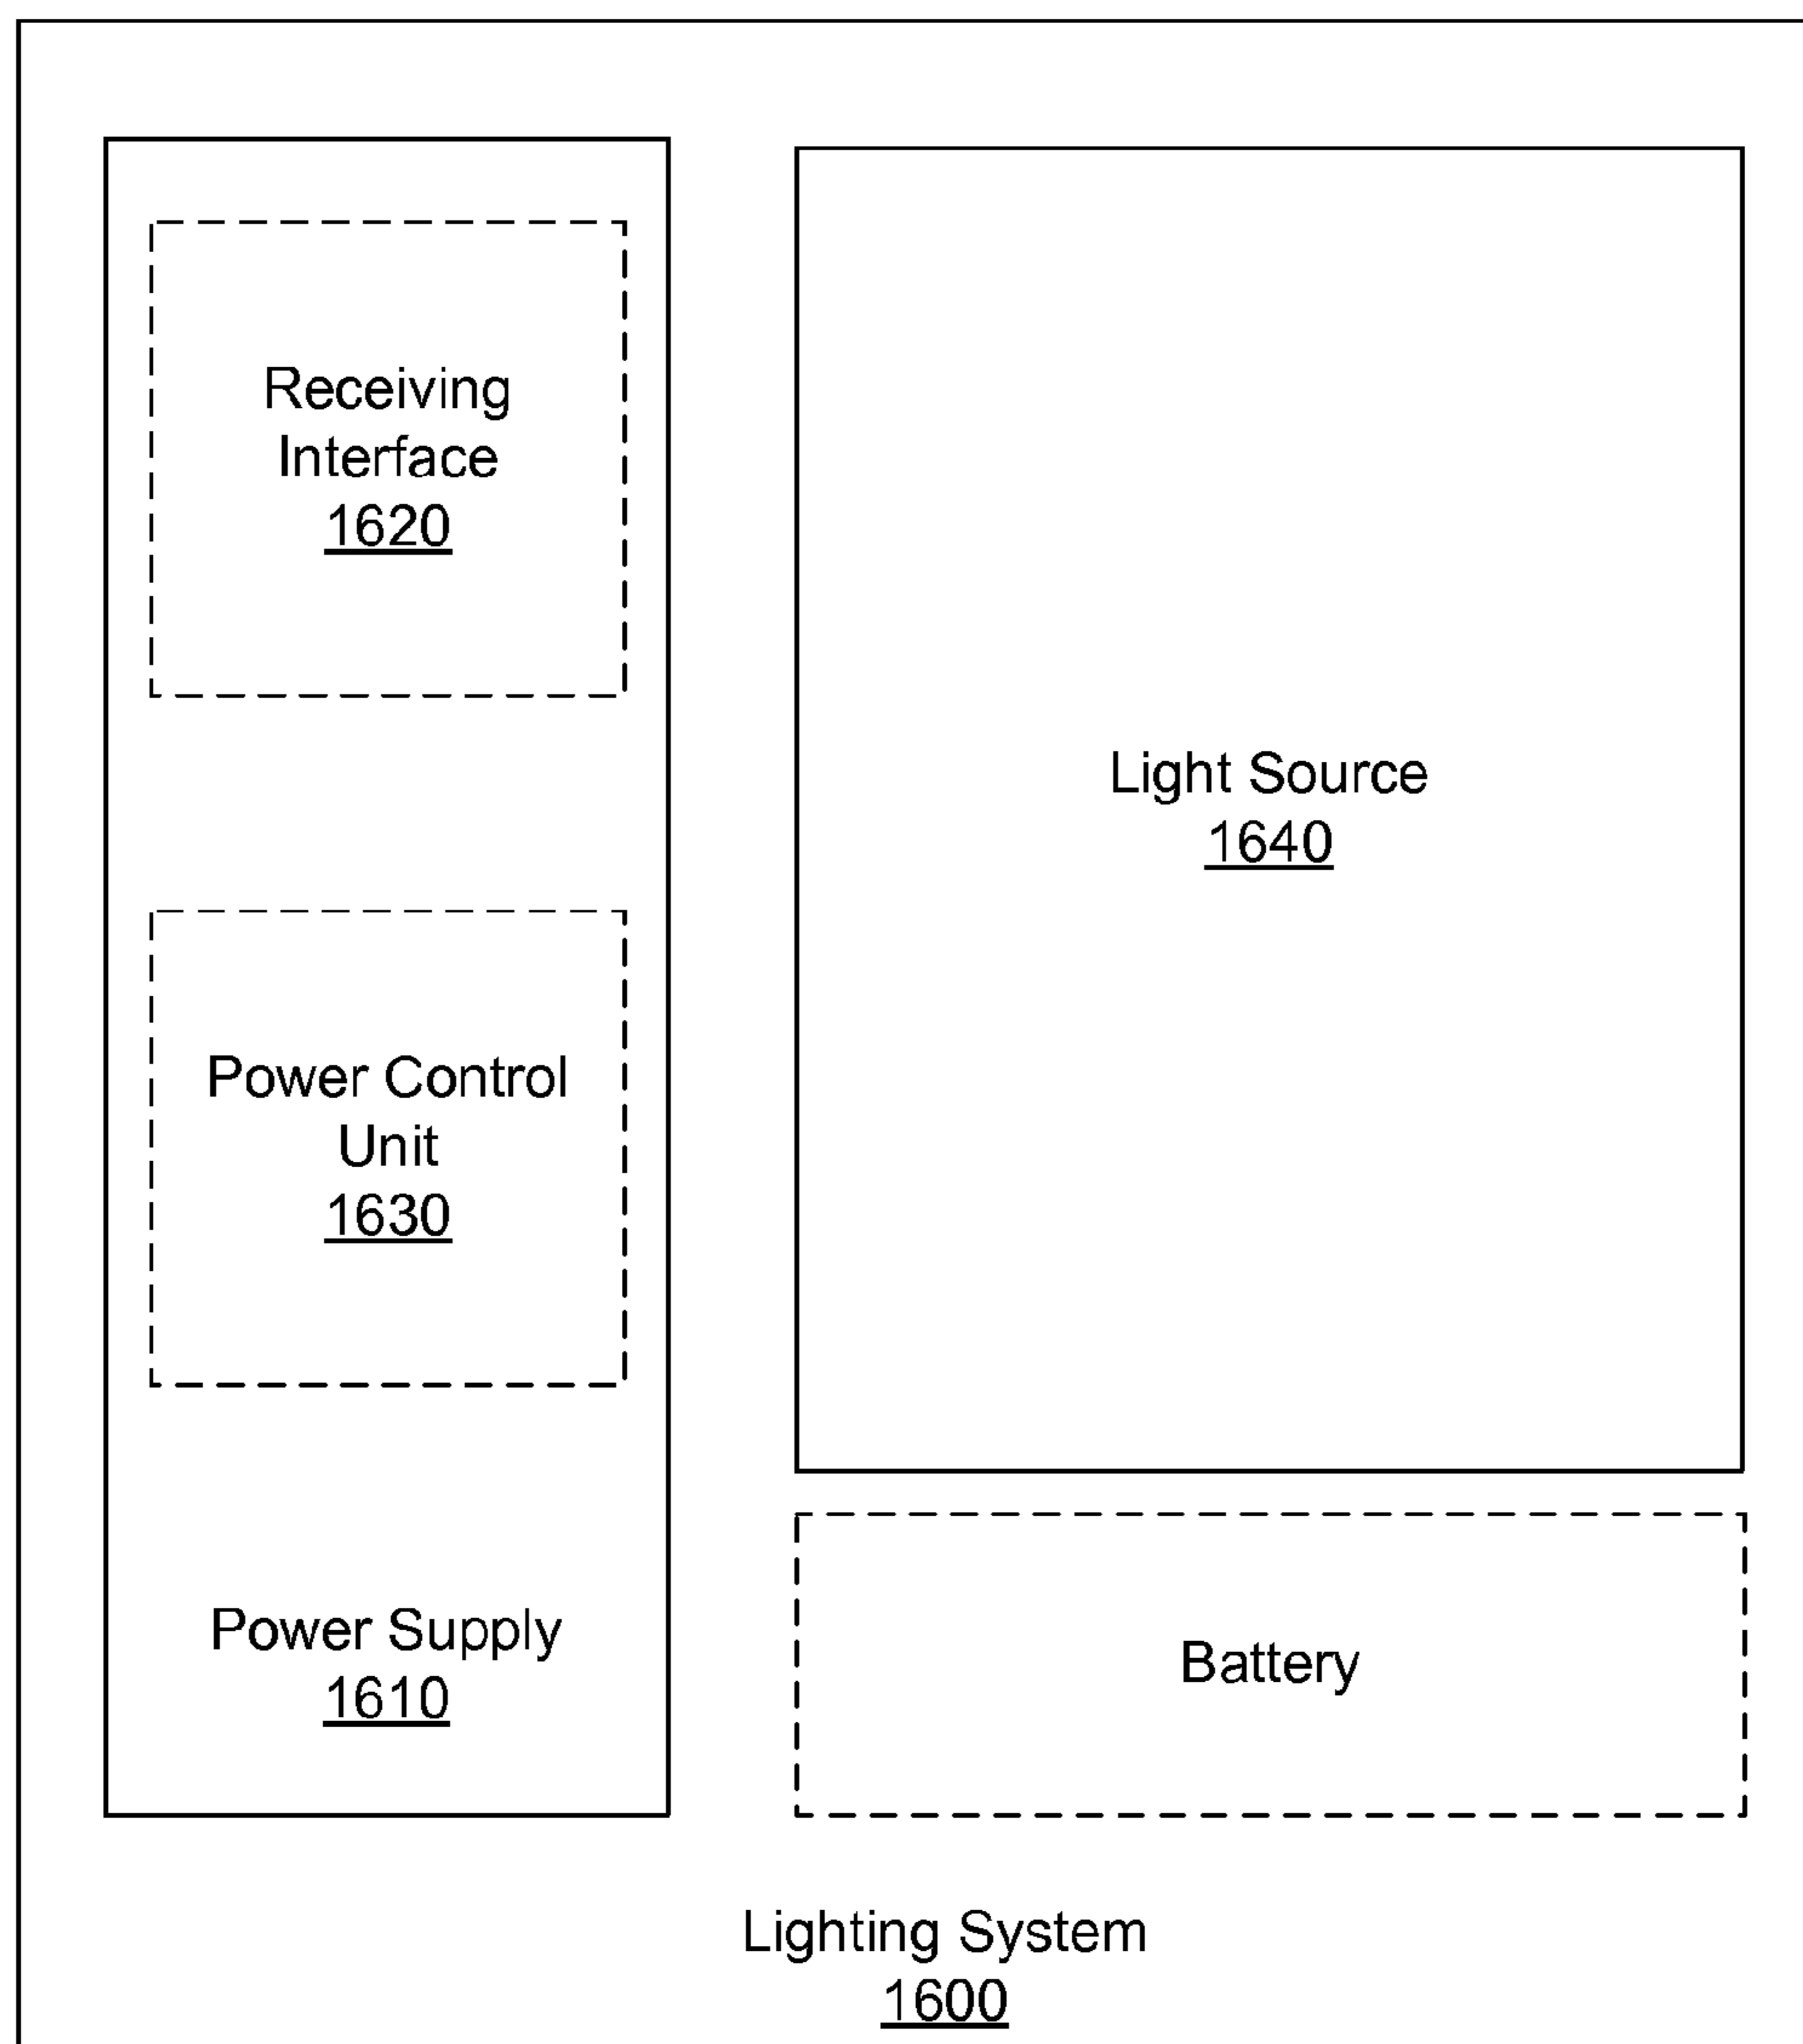 Receiving
Interface
1620
Power Control
Unit
1630
Power Supply
1610
Light Source
1640
Battery
Lighting System
1600